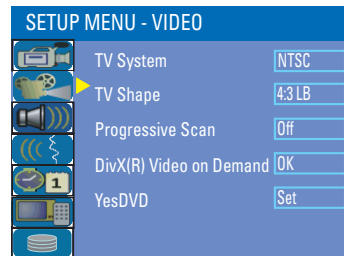 SETUP MENU - VIDEO
TV System NTSC
TV Shape 4:3 LB
Progressive Scan Off
DivX(R) Video on Demand OK
YesDVD Set
1